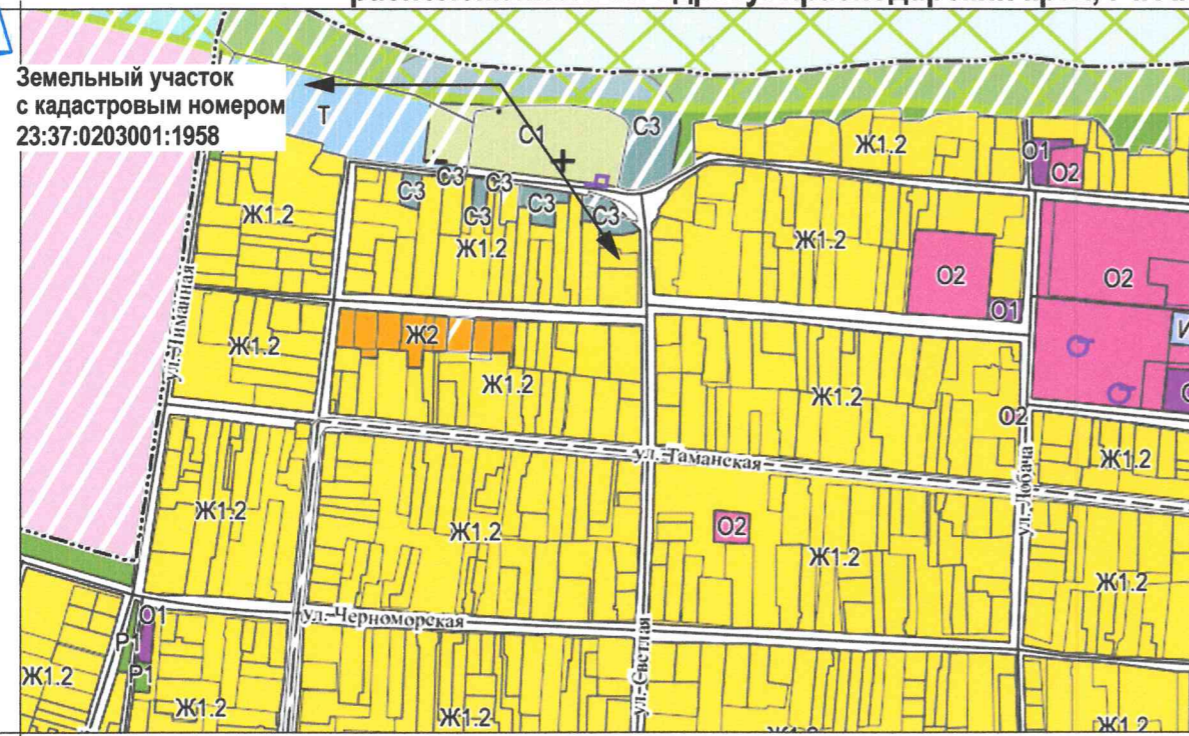 Земельный участок
с кадастровым номером
23:37:0203001:1958
Т
С1
С3
Ж1.2
О1
О2
С3
С3
С3
С3
С3
С3
Ж1.2
Ж1.2
Ж1.2
О2
О2
О1
ул. Лиманная
Ж1.2
Ж2
Ж1.2
Ж1.2
О2
ул. Таманская
ул. Лобача
Ж1.2
Ж1.2
Ж1.2
О2
Ж1.2
Ж1.2
О1
ул. Черноморская
Р1
Ж1.2
Ж1.2
Ж1.2
ул. Светлая
Ж1.2
Ж1.2